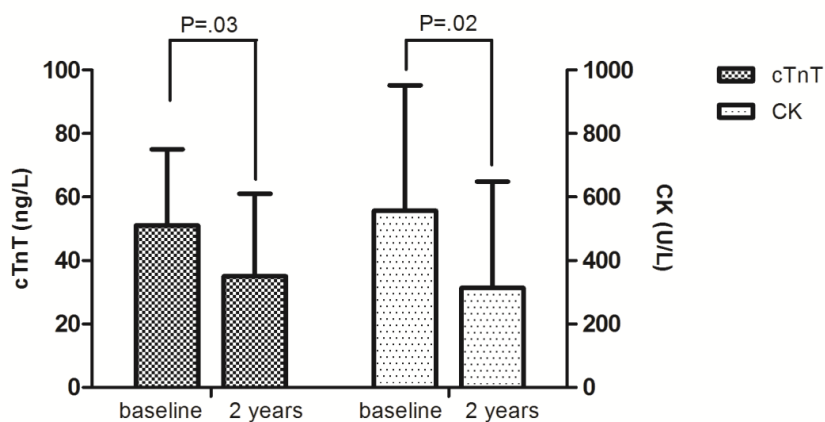 P=.03
P=.02
100
80
60
40
20
0
cTnT (ng/L)
1000
800
600
400
200
0
CK (U/L)
baseline
2 years
baseline
2 years
cTnT
CK